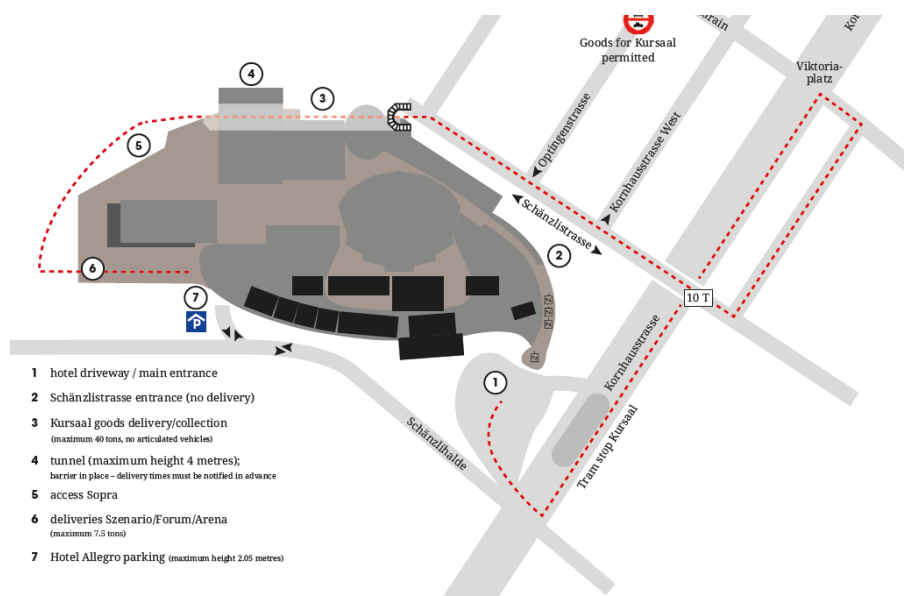 urain
Ko
Goods for Kursaal
permitted
Viktoria-
platz
4
3
5
Optingenstrasse
Kornhausstrasse West
Schänzlistrasse
2
6
7
P
10 T
Kornhausstrasse
1
Tram stop Kursaal
Schänzlihalde
1 hotel driveway / main entrance
2 Schänzlistrasse entrance (no delivery)
3 Kursaal goods delivery/collection
(maximum 40 tons, no articulated vehicles)
4 tunnel (maximum height 4 metres);
barrier in place – delivery times must be notified in advance
5 access Sopra
6 deliveries Szenario/Forum/Arena
(maximum 7.5 tons)
7 Hotel Allegro parking (maximum height 2.05 metres)